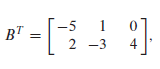 B^T = [ -5 1 0
2 -3 4 ],